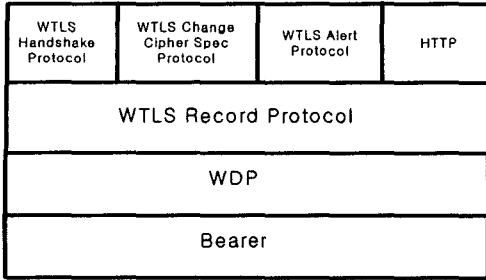 WTLS
Handshake
Protocol
WTLS Change
Cipher Spec
Protocol
WTLS Alert
Protocol
HTTP
WTLS Record Protocol
WDP
Bearer